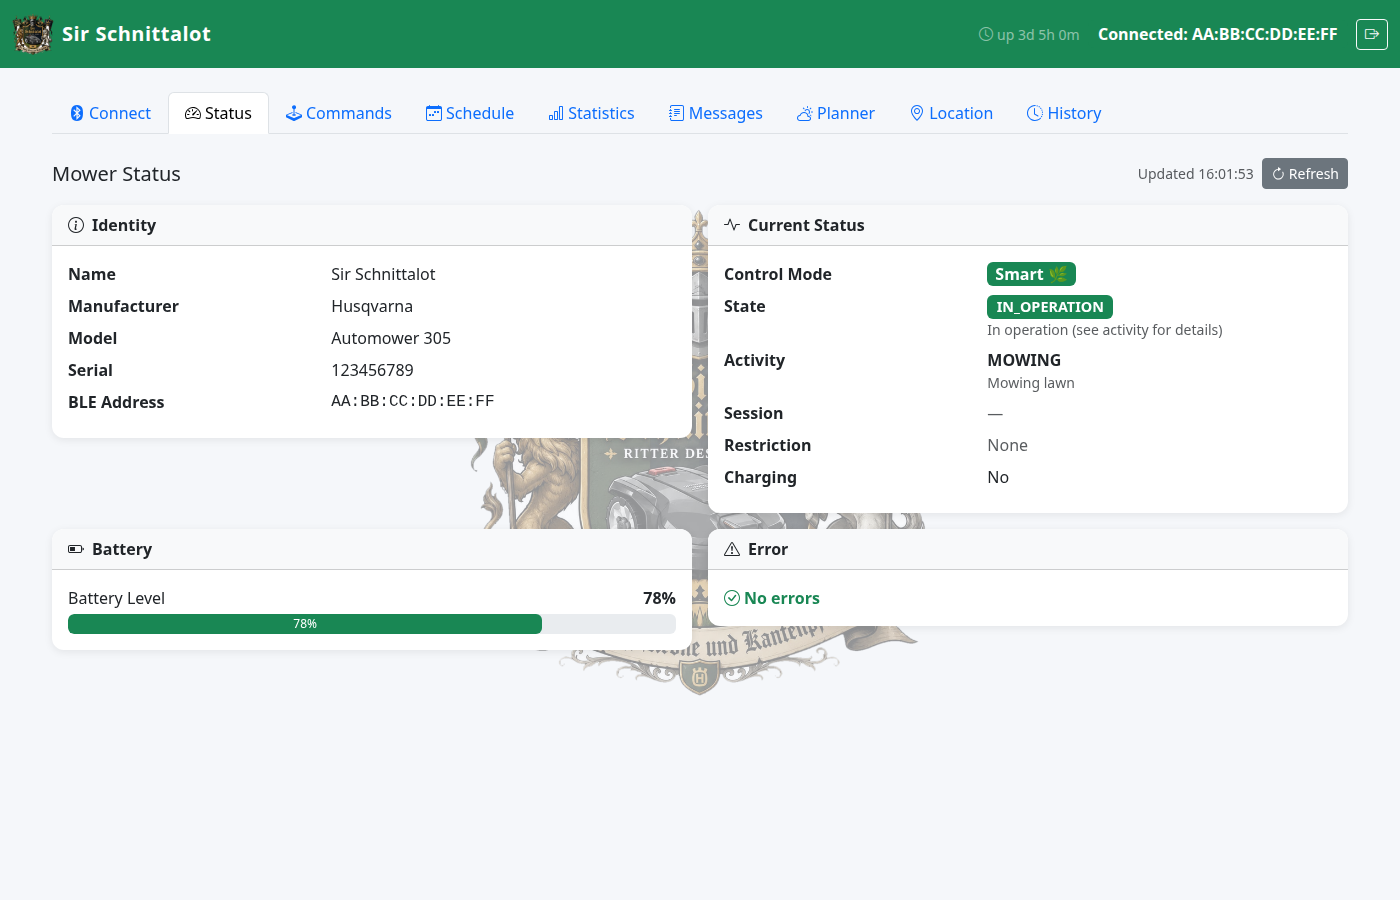 Sir Schnittalot
up 3d 5h 0m
Connected: AA:BB:CC:DD:EE:FF
Connect
Status
Commands
Schedule
Statistics
Messages
Planner
Location
History
Mower Status
Updated 16:01:53
Refresh
Identity
Name Sir Schnittalot
Manufacturer Husqvarna
Model Automower 305
Serial 123456789
BLE Address AA:BB:CC:DD:EE:FF
Current Status
Control Mode Smart 🌿
State IN_OPERATION
In operation (see activity for details)
Activity MOWING
Mowing lawn
Session —
Restriction None
Charging No
RITTER DES
Battery
Battery Level 78%
78%
Error
No errors
und Kantenp